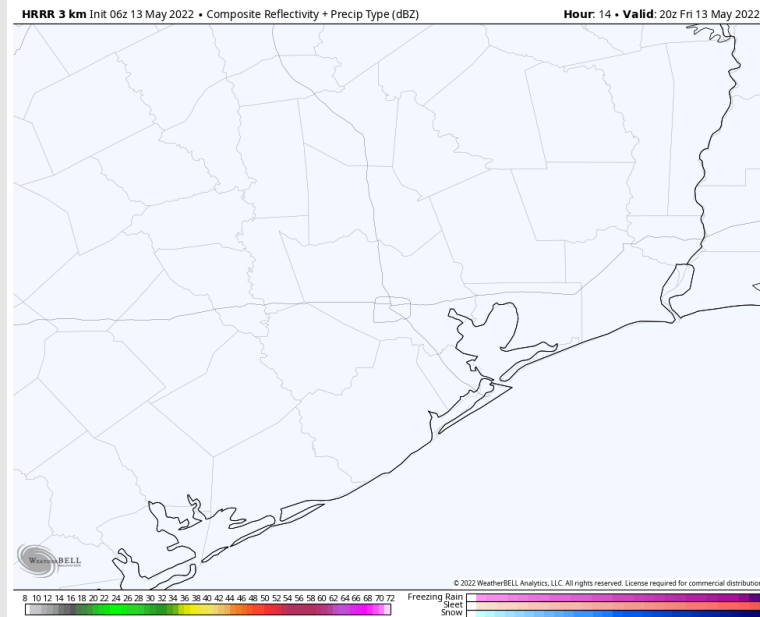 HRRR 3 km Init 06z 13 May 2022 • Composite Reflectivity + Precip Type (dBZ) Hour: 14 • Valid: 20z Fri 13 May 2022
WEATHERBELL
© 2022 WeatherBELL Analytics, LLC. All rights reserved. License required for commercial distribution
8 10 12 14 16 18 20 22 24 26 28 30 32 34 36 38 40 42 44 46 48 50 52 54 56 58 60 62 64 66 68 70 72
Freezing Rain
Sleet
Snow